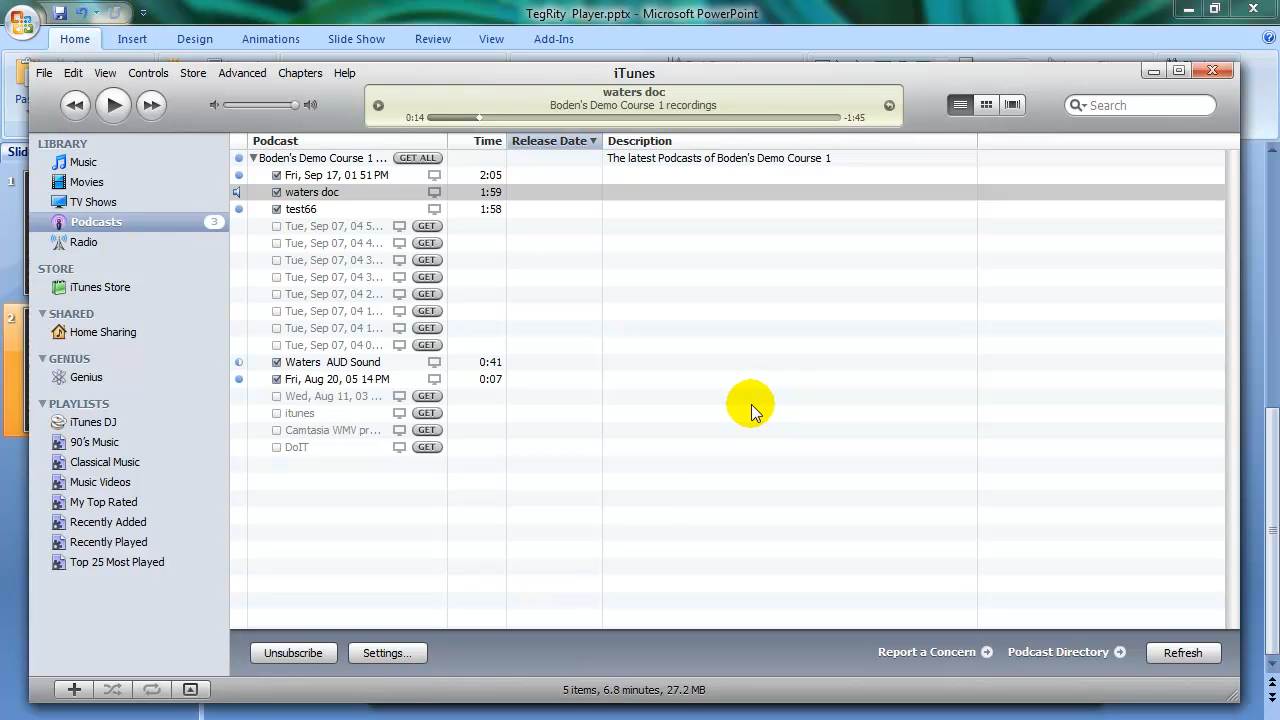 TegRity Player.pptx - Microsoft PowerPoint
Home Insert Design Animations Slide Show Review View Add-Ins
iTunes
File Edit View Controls Store Advanced Chapters Help
waters doc
Boden's Demo Course 1 recordings
0:14 -1:45
Search
LIBRARY
Music
Movies
TV Shows
Podcasts 3
Radio
STORE
iTunes Store
SHARED
Home Sharing
GENIUS
Genius
PLAYLISTS
iTunes DJ
90's Music
Classical Music
Music Videos
My Top Rated
Recently Added
Recently Played
Top 25 Most Played
Podcast Time Release Date Description
Boden's Demo Course 1 ... GET ALL The latest Podcasts of Boden's Demo Course 1
Fri, Sep 17, 01 51 PM 2:05
waters doc 1:59
test66 1:58
Tue, Sep 07, 04 5... GET
Tue, Sep 07, 04 4... GET
Tue, Sep 07, 04 3... GET
Tue, Sep 07, 04 3... GET
Tue, Sep 07, 04 2... GET
Tue, Sep 07, 04 1... GET
Tue, Sep 07, 04 1... GET
Tue, Sep 07, 04 0... GET
Waters AUD Sound 0:41
Fri, Aug 20, 05 14 PM 0:07
Wed, Aug 11, 03 ... GET
itunes GET
Camtasia WMV pr... GET
DoIT GET
Unsubscribe Settings... Report a Concern Podcast Directory Refresh
5 items, 6.8 minutes, 27.2 MB
1
2